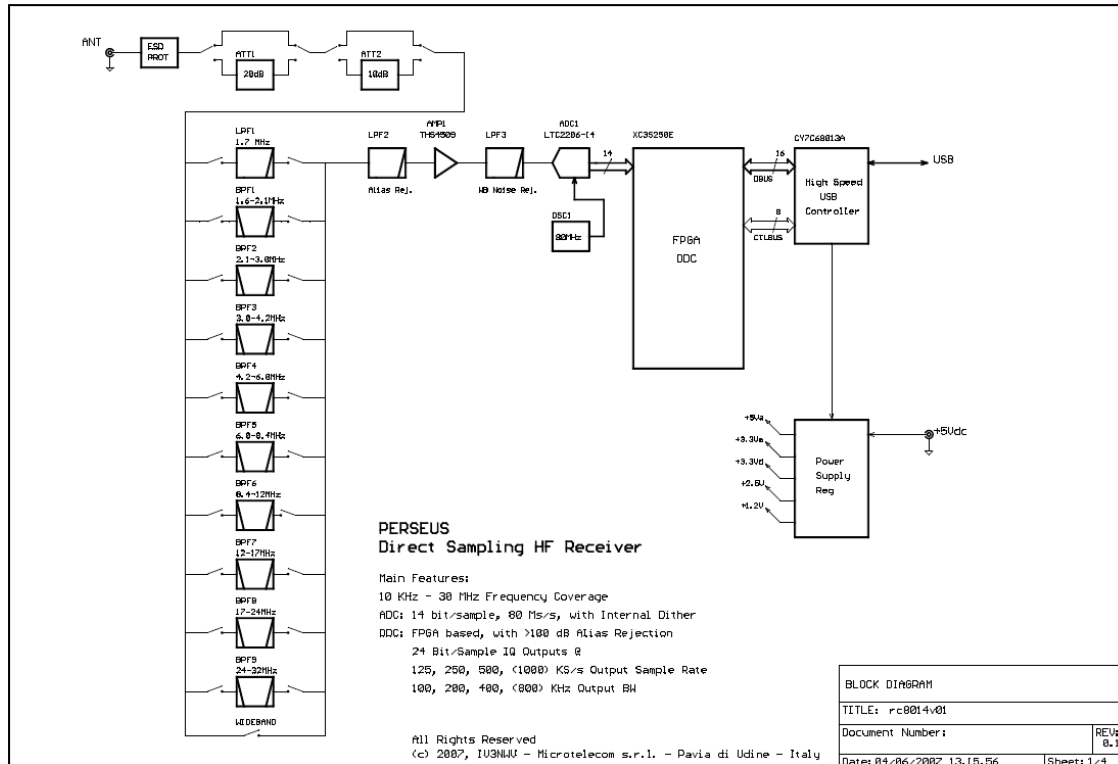 ANT
ESD
PROT
ATT1
20dB
ATT2
10dB
LPF1
1.7 MHz
BPF1
1.6-2.1MHz
BPF2
2.1-3.0MHz
BPF3
3.0-4.2MHz
BPF4
4.2-6.0MHz
BPF5
6.0-8.4MHz
BPF6
8.4-12MHz
BPF7
12-17MHz
BPF8
17-24MHz
BPF9
24-32MHz
WIDEBAND
LPF2
Alias Rej.
AMP1
THS4509
LPF3
WB Noise Rej.
ADC1
LTC2206-14
14
OSC1
80MHz
XC3S250E
FPGA
DDC
16
DBUS
8
CTLBUS
CY7C68013A
High Speed
USB
Controller
USB
+5Va
+3.3Va
+3.3Vd
+2.5V
+1.2V
Power
Supply
Reg
+5Vdc
PERSEUS
Direct Sampling HF Receiver
Main Features:
10 KHz - 30 MHz Frequency Coverage
ADC: 14 bit/sample, 80 Ms/s, with Internal Dither
DDC: FPGA based, with >100 dB Alias Rejection
24 Bit/Sample IQ Outputs @
125, 250, 500, (1000) KS/s Output Sample Rate
100, 200, 400, (800) KHz Output BW
All Rights Reserved
(c) 2007, IV3NWV - Microtelecom s.r.l. - Pavia di Udine - Italy
BLOCK DIAGRAM
TITLE: rc8014v01
Document Number:
REV:
0.1
Date: 04/06/2007 13.15.56
Sheet: 1/4